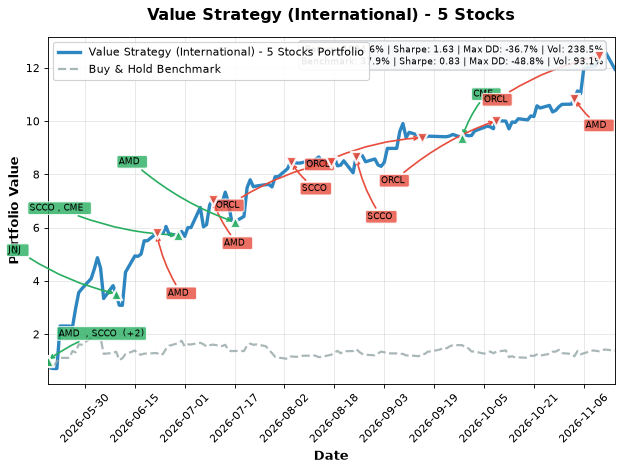 Value Strategy (International) - 5 Stocks
Value Strategy (International) - 5 Stocks Portfolio
Buy & Hold Benchmark
6% | Sharpe: 1.63 | Max DD: -36.7% | Vol: 238.5%
7.9% | Sharpe: 0.83 | Max DD: -48.8% | Vol: 93.1%
Portfolio Value
12
10
8
6
4
2
CME
ORCL
AMD
AMD
ORCL
SCCO
ORCL
SCCO , CME
ORCL
SCCO
AMD
JNJ
AMD
AMD , SCCO (+2)
2026-05-30
2026-06-15
2026-07-01
2026-07-17
2026-08-02
2026-08-18
2026-09-03
2026-09-19
2026-10-05
2026-10-21
2026-11-06
Date